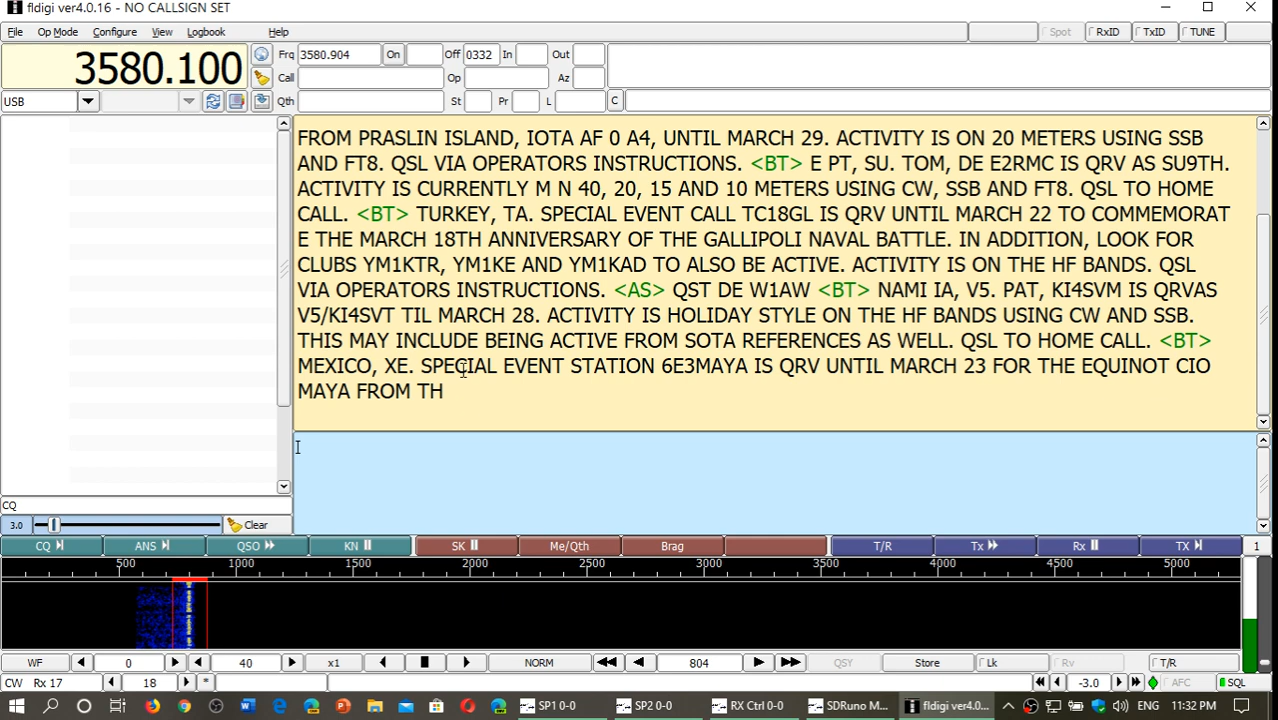 fldigi ver4.0.16 - NO CALLSIGN SET
File Op Mode Configure View Logbook Help Spot RxID TxID TUNE
3580.100 Frq 3580.904 On Off 0332 In Out
Call Op Az
USB Qth St Pr L C
FROM PRASLIN ISLAND, IOTA AF 0 A4, UNTIL MARCH 29. ACTIVITY IS ON 20 METERS USING SSB
AND FT8. QSL VIA OPERATORS INSTRUCTIONS. <BT> E PT, SU. TOM, DE E2RMC IS QRV AS SU9TH.
ACTIVITY IS CURRENTLY M N 40, 20, 15 AND 10 METERS USING CW, SSB AND FT8. QSL TO HOME
CALL. <BT> TURKEY, TA. SPECIAL EVENT CALL TC18GL IS QRV UNTIL MARCH 22 TO COMMEMORAT
E THE MARCH 18TH ANNIVERSARY OF THE GALLIPOLI NAVAL BATTLE. IN ADDITION, LOOK FOR
CLUBS YM1KTR, YM1KE AND YM1KAD TO ALSO BE ACTIVE. ACTIVITY IS ON THE HF BANDS. QSL
VIA OPERATORS INSTRUCTIONS. <AS> QST DE W1AW <BT> NAMI IA, V5. PAT, KI4SVM IS QRVAS
V5/KI4SVT TIL MARCH 28. ACTIVITY IS HOLIDAY STYLE ON THE HF BANDS USING CW AND SSB.
THIS MAY INCLUDE BEING ACTIVE FROM SOTA REFERENCES AS WELL. QSL TO HOME CALL. <BT>
MEXICO, XE. SPECIAL EVENT STATION 6E3MAYA IS QRV UNTIL MARCH 23 FOR THE EQUINOT CIO
MAYA FROM TH
CQ
3.0 Clear
CQ ANS QSO KN SK Me/Qth Brag T/R Tx Rx TX 1
500 1000 1500 2000 2500 3000 3500 4000 4500 5000
WF 0 40 x1 NORM 804 QSY Store Lk Rv T/R
CW Rx 17 18 * -3.0 AFC SQL
SP1 0-0 SP2 0-0 RX Ctrl 0-0 SDRuno M... fldigi ver4.0... 11:32 PM